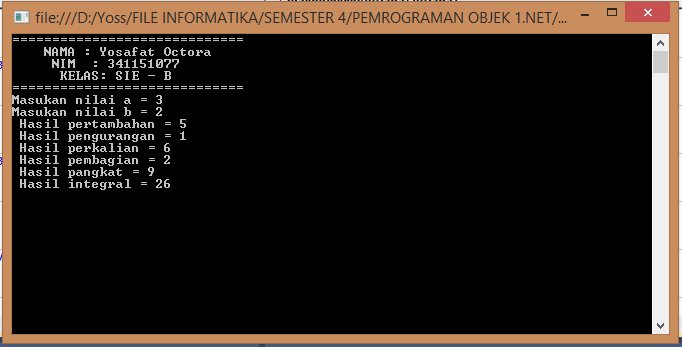 file:///D:/Yoss/FILE INFORMATIKA/SEMESTER 4/PEMROGRAMAN OBJEK 1.NET/...
=============================
NAMA : Yosafat Octora
NIM : 341151077
KELAS: SIE - B
=============================
Masukan nilai a = 3
Masukan nilai b = 2
Hasil pertambahan = 5
Hasil pengurangan = 1
Hasil perkalian = 6
Hasil pembagian = 2
Hasil pangkat = 9
Hasil integral = 26